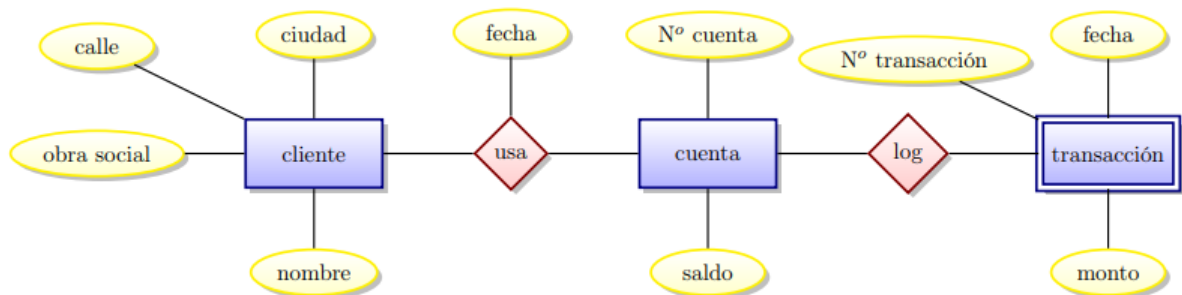 calle
ciudad
fecha
Nº cuenta
Nº transacción
fecha
obra social
cliente
usa
cuenta
log
transacción
nombre
saldo
monto